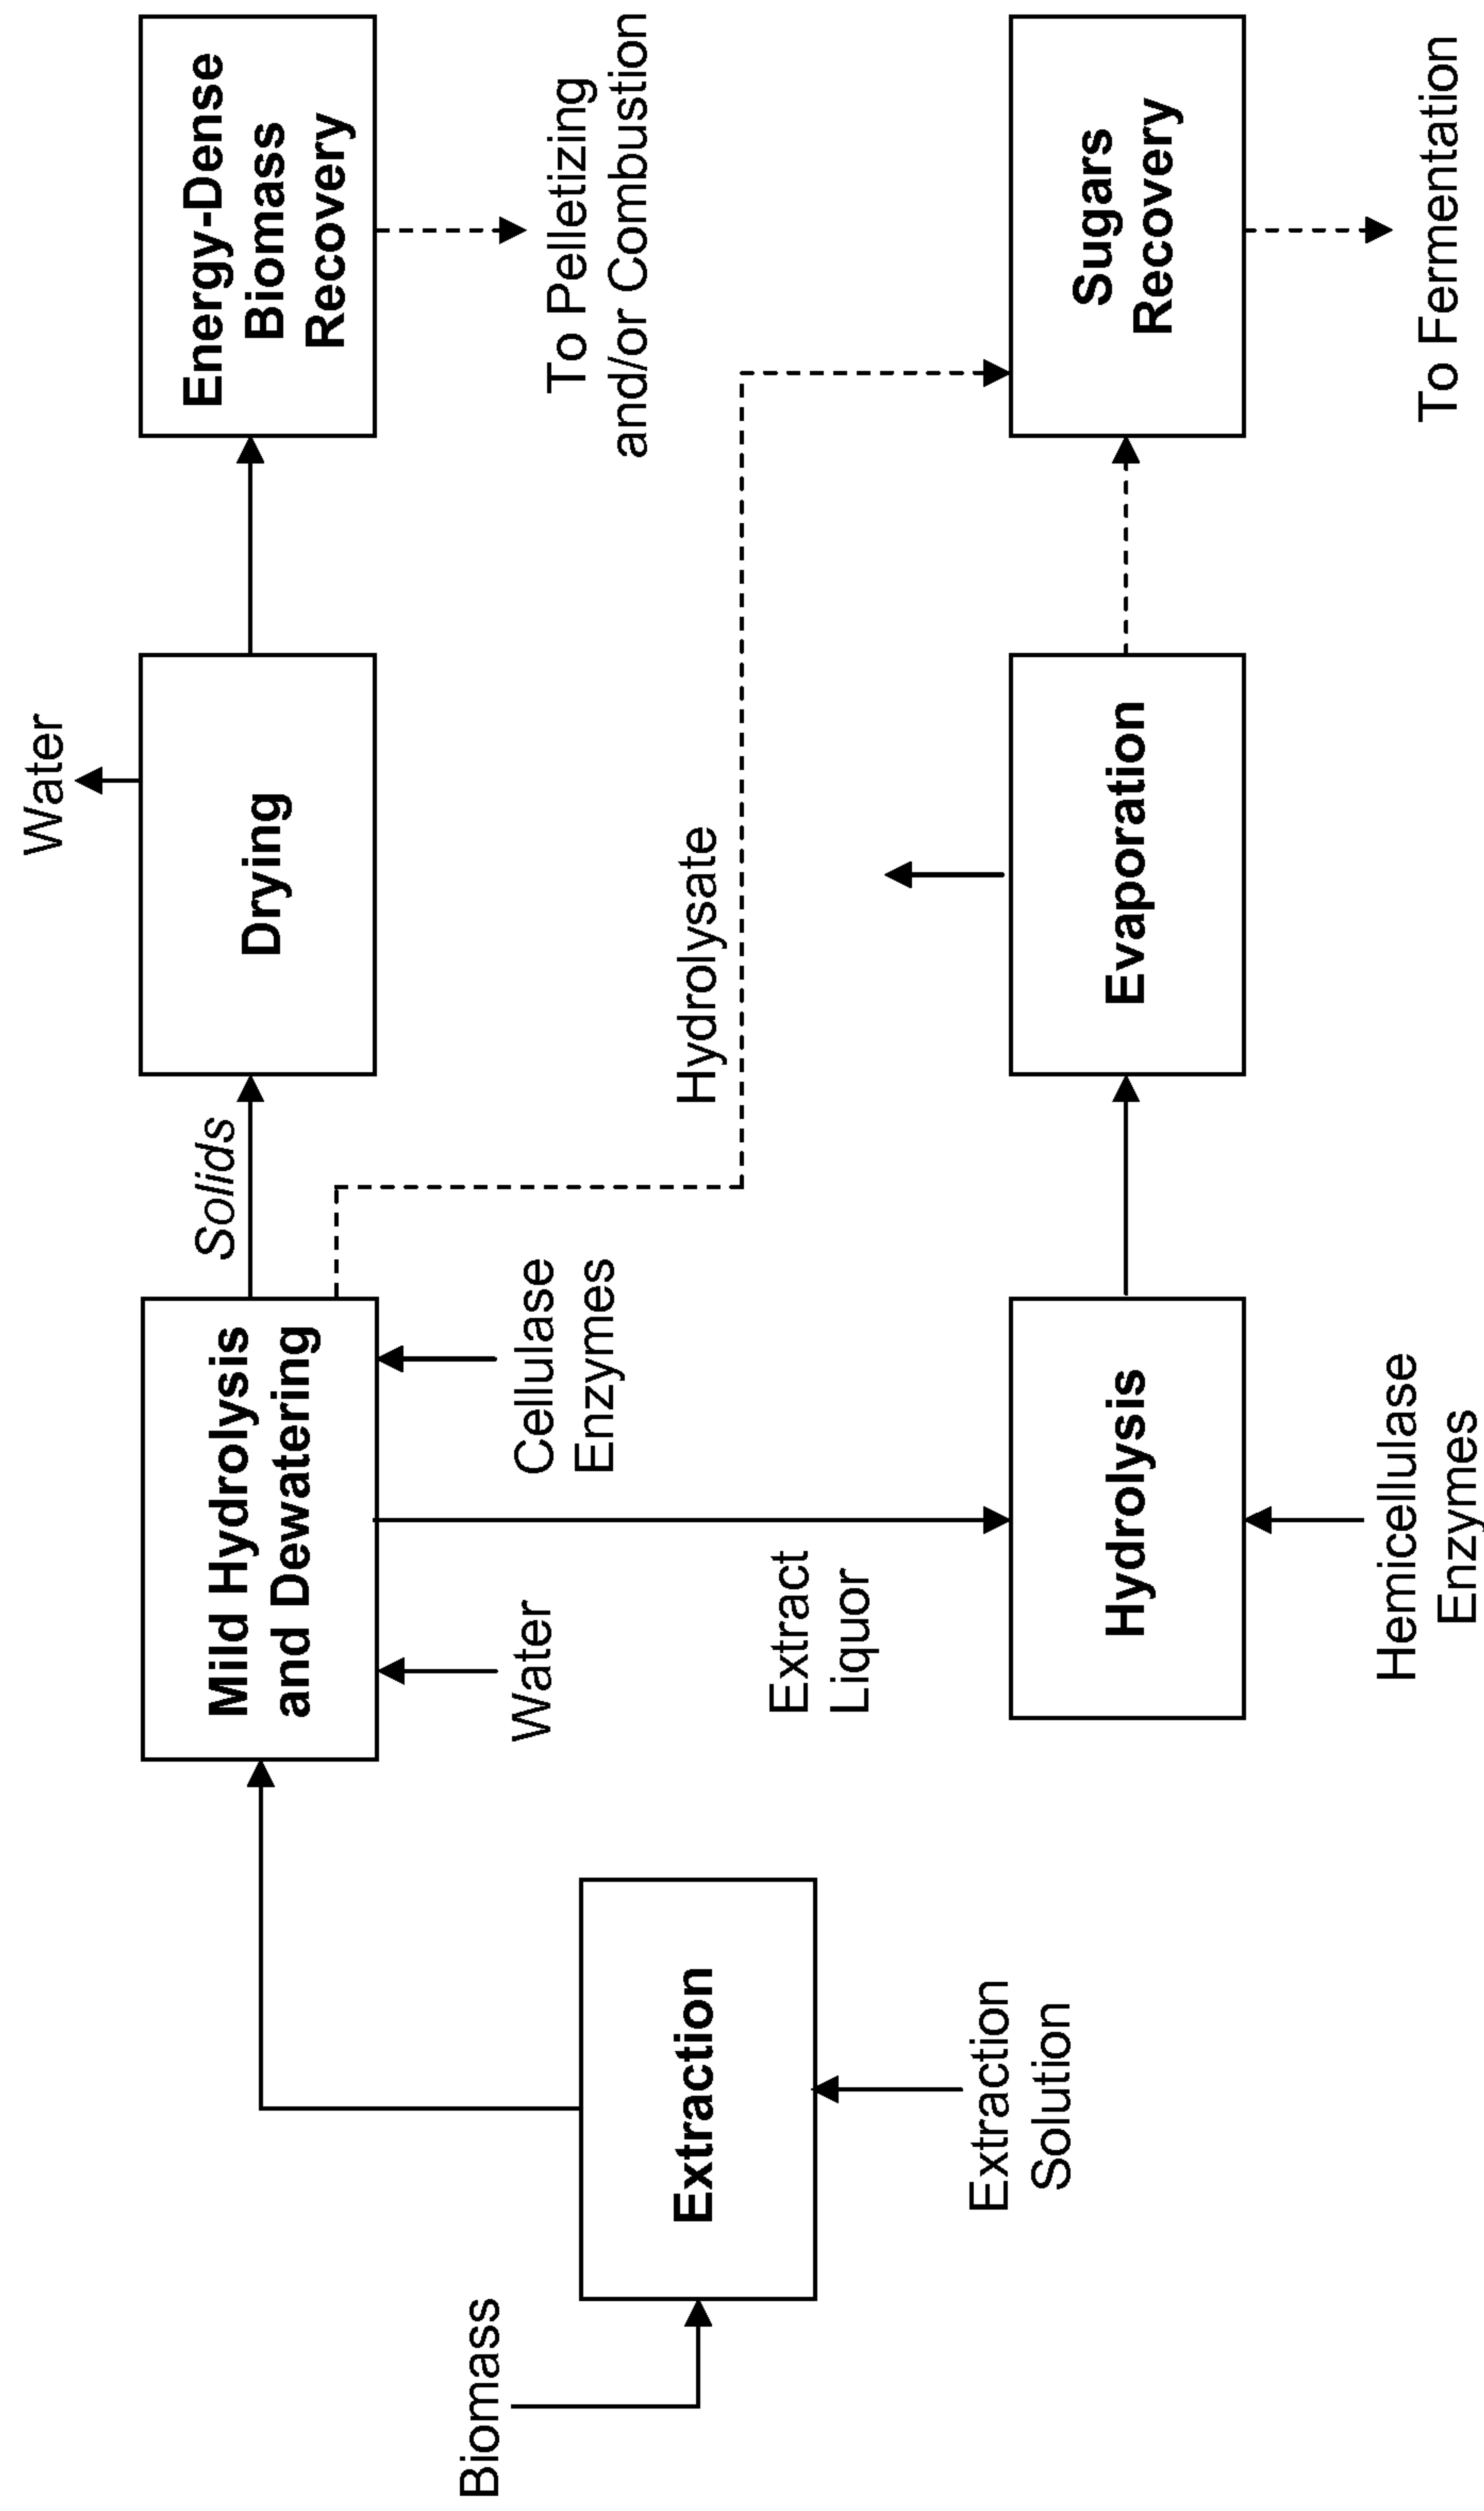 Biomass
Extraction
Extraction
Solution
Mild Hydrolysis
and Dewatering
Water
Cellulase
Enzymes
Solids
Extract
Liquor
Hydrolysis
Hemicellulase
Enzymes
Water
Drying
Hydrolysate
Evaporation
Energy-Dense
Biomass
Recovery
To Pelletizing
and/or Combustion
Sugars
Recovery
To Fermentation